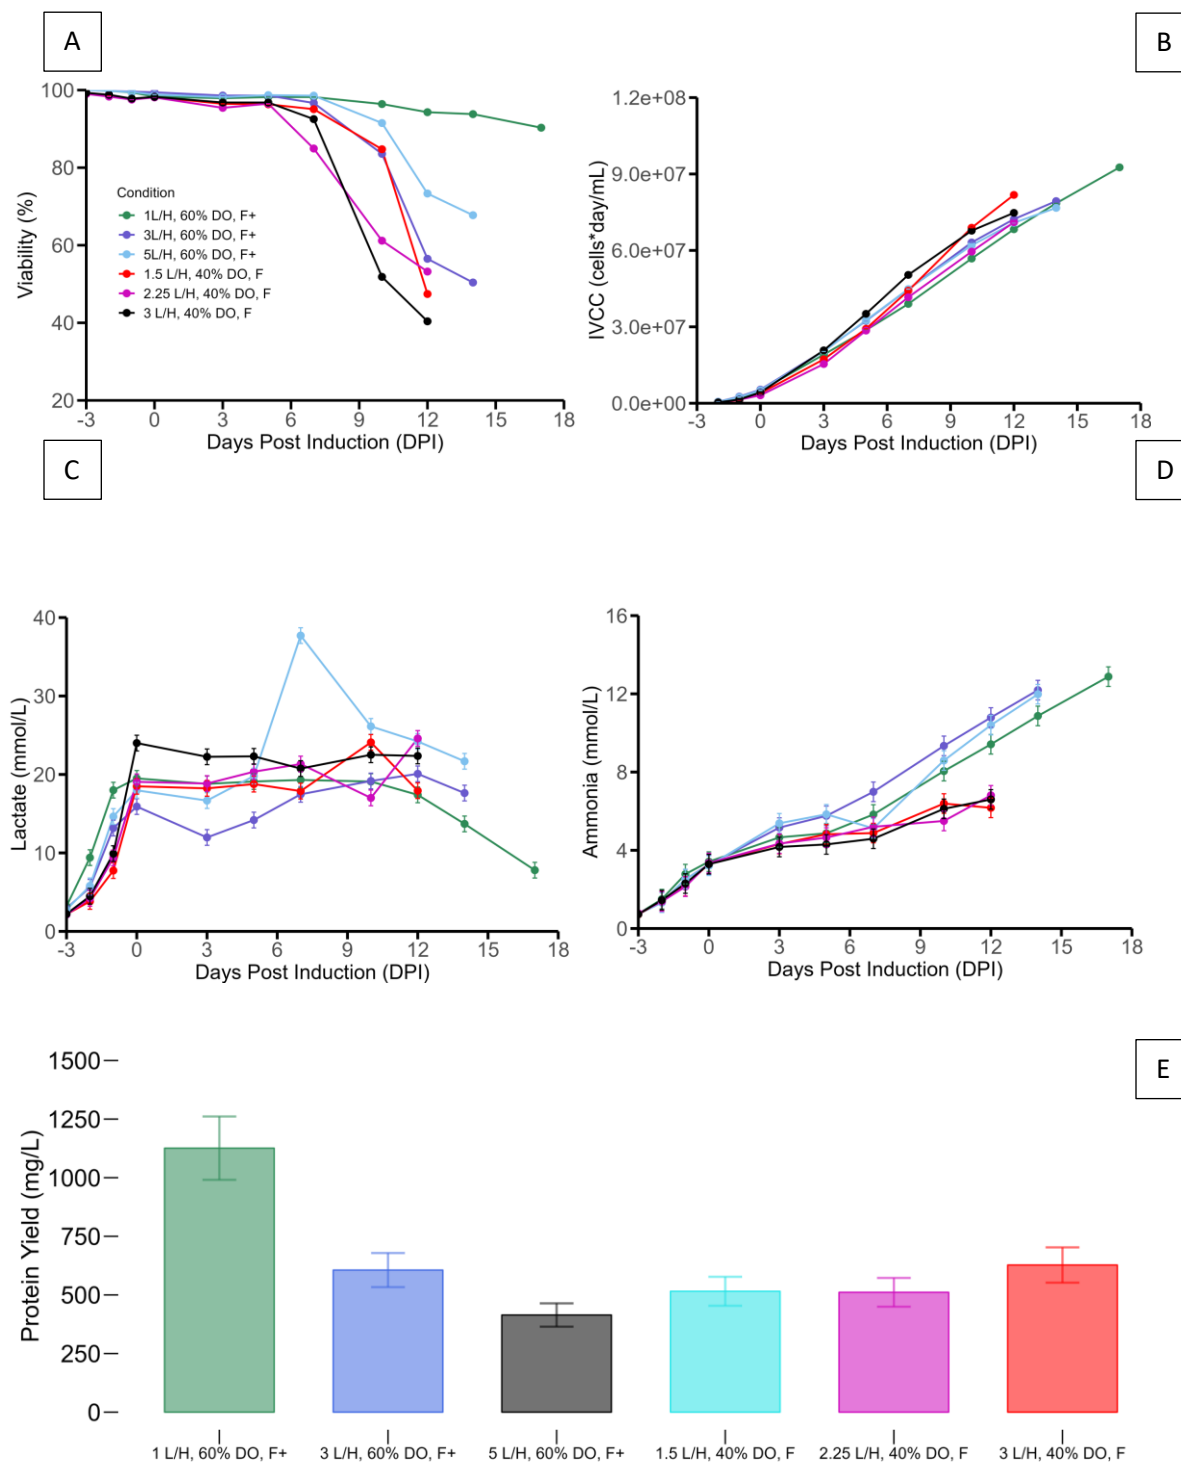 A
B
100
80
60
40
20
Viability (%)
Condition
1L/H, 60% DO, F+
3L/H, 60% DO, F+
5L/H, 60% DO, F+
1.5 L/H, 40% DO, F
2.25 L/H, 40% DO, F
3 L/H, 40% DO, F
-3 0 3 6 9 12 15 18
Days Post Induction (DPI)
1.2e+08
9.0e+07
6.0e+07
3.0e+07
0.0e+00
IVCC (cells*day/mL)
-3 0 3 6 9 12 15 18
Days Post Induction (DPI)
C
D
40
30
20
10
0
Lactate (mmol/L)
-3 0 3 6 9 12 15 18
Days Post Induction (DPI)
16
12
8
4
0
Ammonia (mmol/L)
-3 0 3 6 9 12 15 18
Days Post Induction (DPI)
E
1500
1250
1000
750
500
250
0
Protein Yield (mg/L)
1 L/H, 60% DO, F+
3 L/H, 60% DO, F+
5 L/H, 60% DO, F+
1.5 L/H, 40% DO, F
2.25 L/H, 40% DO, F
3 L/H, 40% DO, F